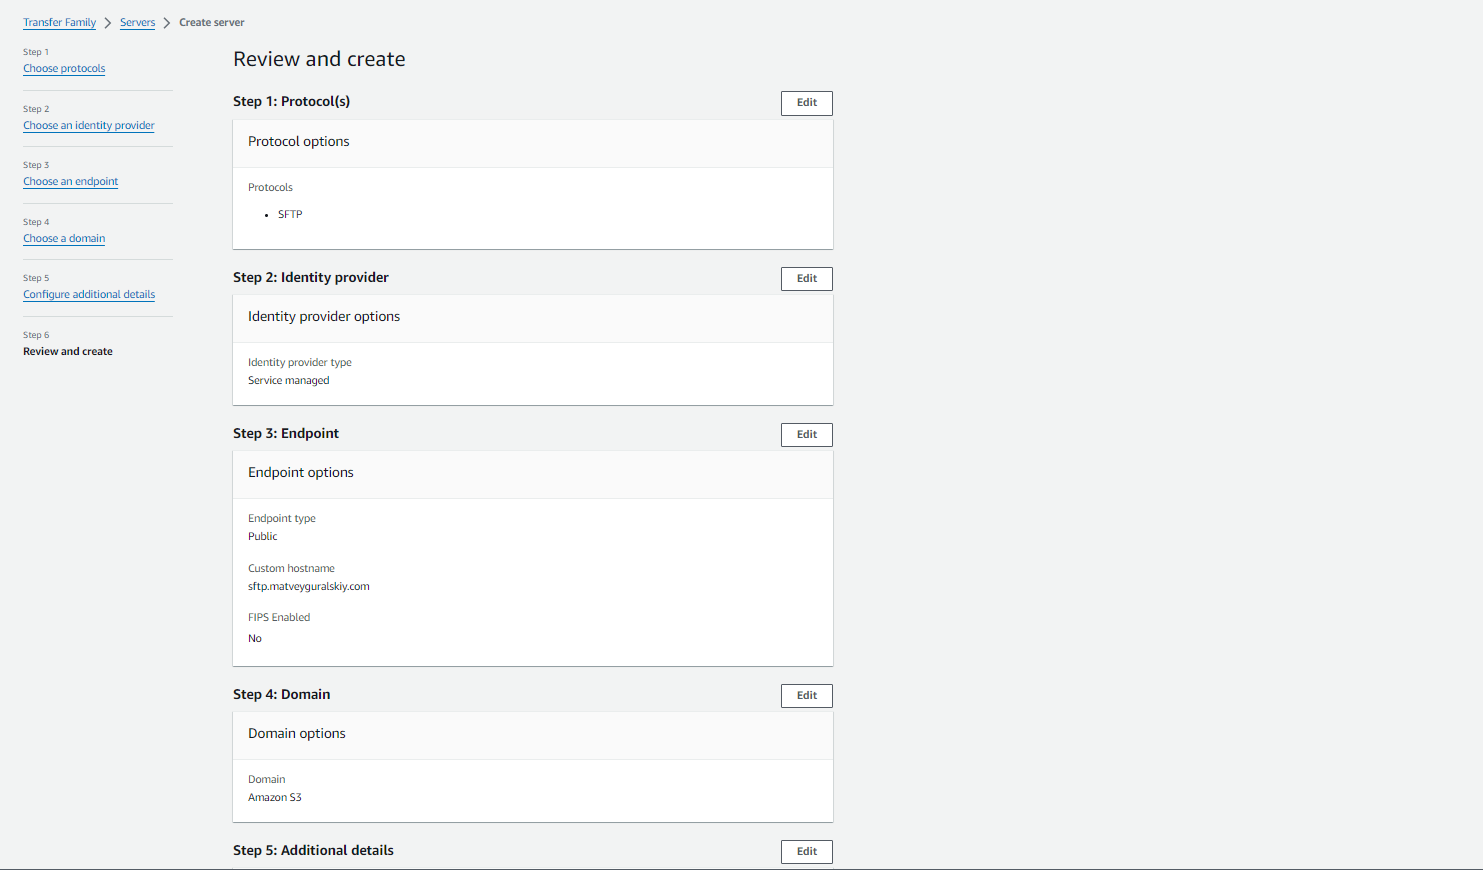 Transfer Family > Servers > Create server
Step 1
Choose protocols
Step 2
Choose an identity provider
Step 3
Choose an endpoint
Step 4
Choose a domain
Step 5
Configure additional details
Step 6
Review and create
Review and create
Step 1: Protocol(s)
Edit
Protocol options
Protocols
• SFTP
Step 2: Identity provider
Edit
Identity provider options
Identity provider type
Service managed
Step 3: Endpoint
Edit
Endpoint options
Endpoint type
Public
Custom hostname
sftp.matveyguralskiy.com
FIPS Enabled
No
Step 4: Domain
Edit
Domain options
Domain
Amazon S3
Step 5: Additional details
Edit